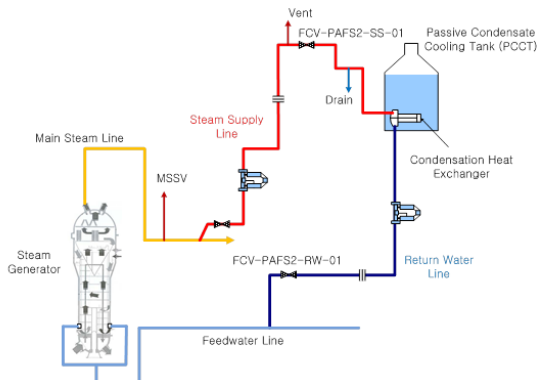 Vent
FCV-PAFS2-SS-01
Passive Condensate
Cooling Tank (PCCT)
Drain
Steam Supply
Line
Main Steam Line
Condensation Heat
Exchanger
MSSV
Steam
Generator
FCV-PAFS2-RW-01
Return Water
Line
Feedwater Line